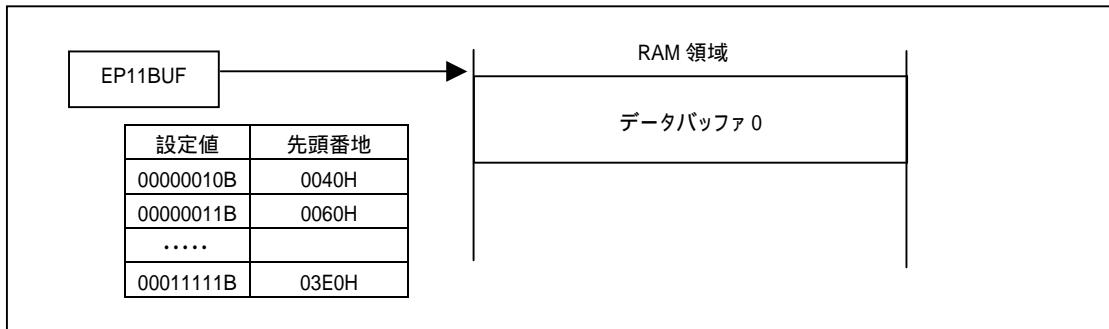 RAM 領域
EP11BUF
データバッファ 0
設定値 先頭番地
00000010B 0040H
00000011B 0060H
・・・・・
00011111B 03E0H